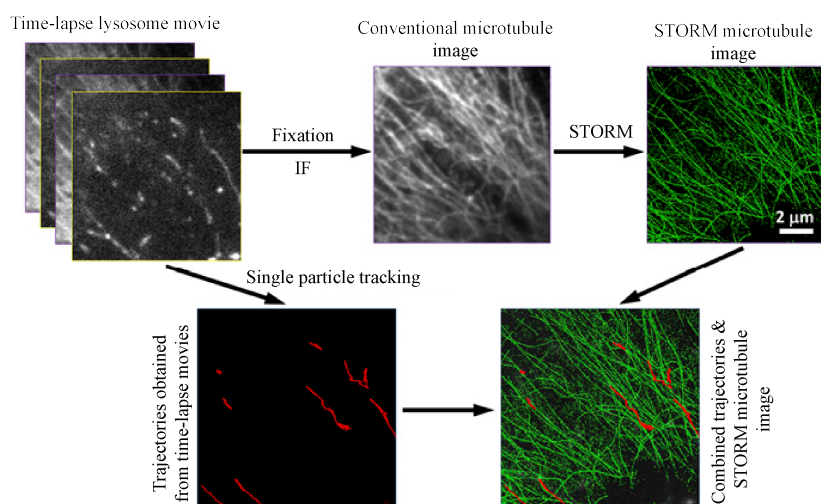 Time-lapse lysosome movie
Conventional microtubule
image
STORM microtubule
image
Fixation
IF
STORM
2 μm
Single particle tracking
Trajectories obtained
from time-lapse movies
Combined trajectories &
STORM microtubule
image